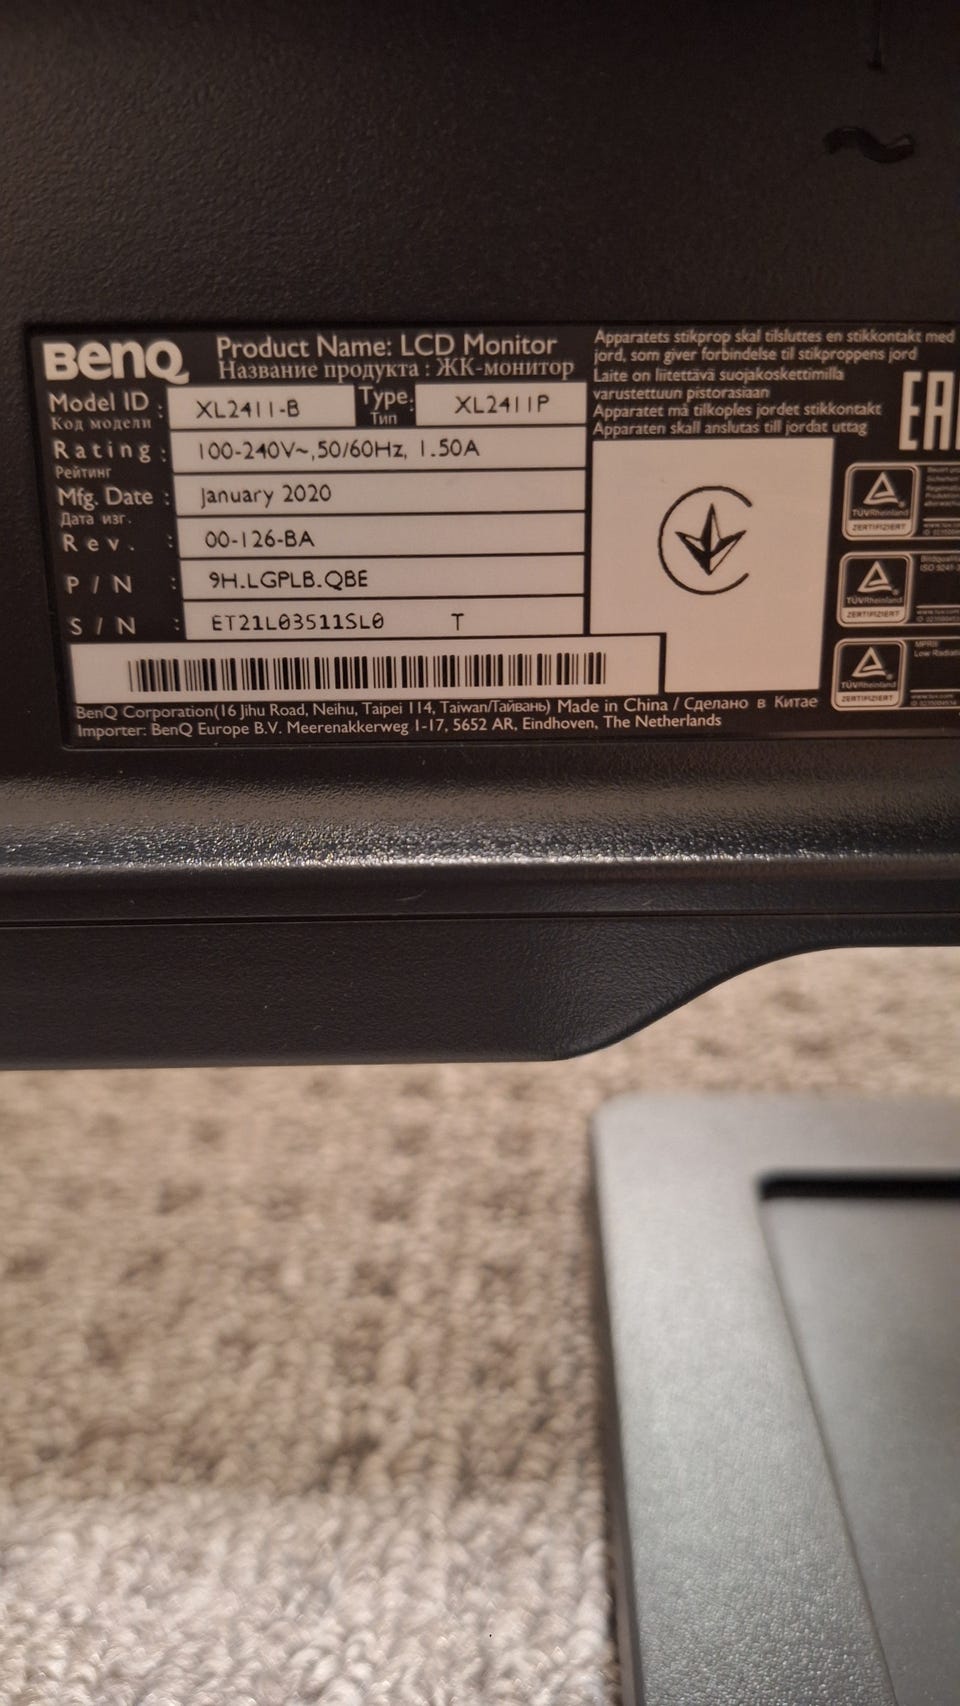 BenQ
Product Name: LCD Monitor
Название продукта : ЖК-монитор
Model ID : XL2411-B Type: XL2411P
Код модели Тип
Rating : 100-240V~,50/60Hz, 1.50A
Рейтинг
Mfg. Date : January 2020
Дата изг.
Rev. : 00-126-BA
P/N : 9H.LGPLB.QBE
S/N : ET21L03511SL0 T
BenQ Corporation(16 Jihu Road, Neihu, Taipei 114, Taiwan/Тайвань) Made in China / Сделано в Китае
Importer: BenQ Europe B.V. Meerenakkerweg 1-17, 5652 AR, Eindhoven, The Netherlands
Apparatets stikprop skal tilsluttes en stikkontakt med
jord, som giver forbindelse til stikproppens jord
Laite on liitettävä suojakoskettimilla
varustettuun pistorasiaan
Apparatet må tilkoples jordet stikkontakt
Apparaten skall anslutas till jordat uttag
EAC
TÜVRheinland
ZERTIFIZIERT
TÜVRheinland
ZERTIFIZIERT
TÜVRheinland
ZERTIFIZIERT
MPRII
Low Radiati